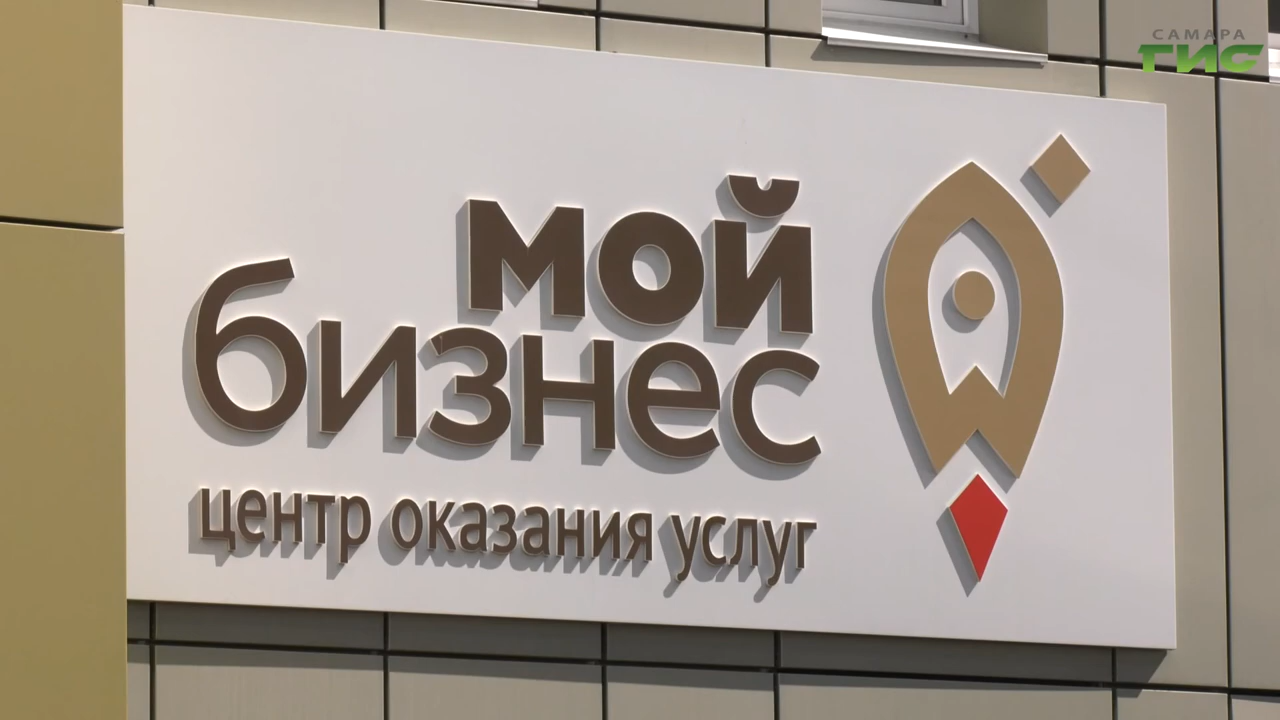 САМАРА
ГИС
мой
бизнес
центр оказания услуг